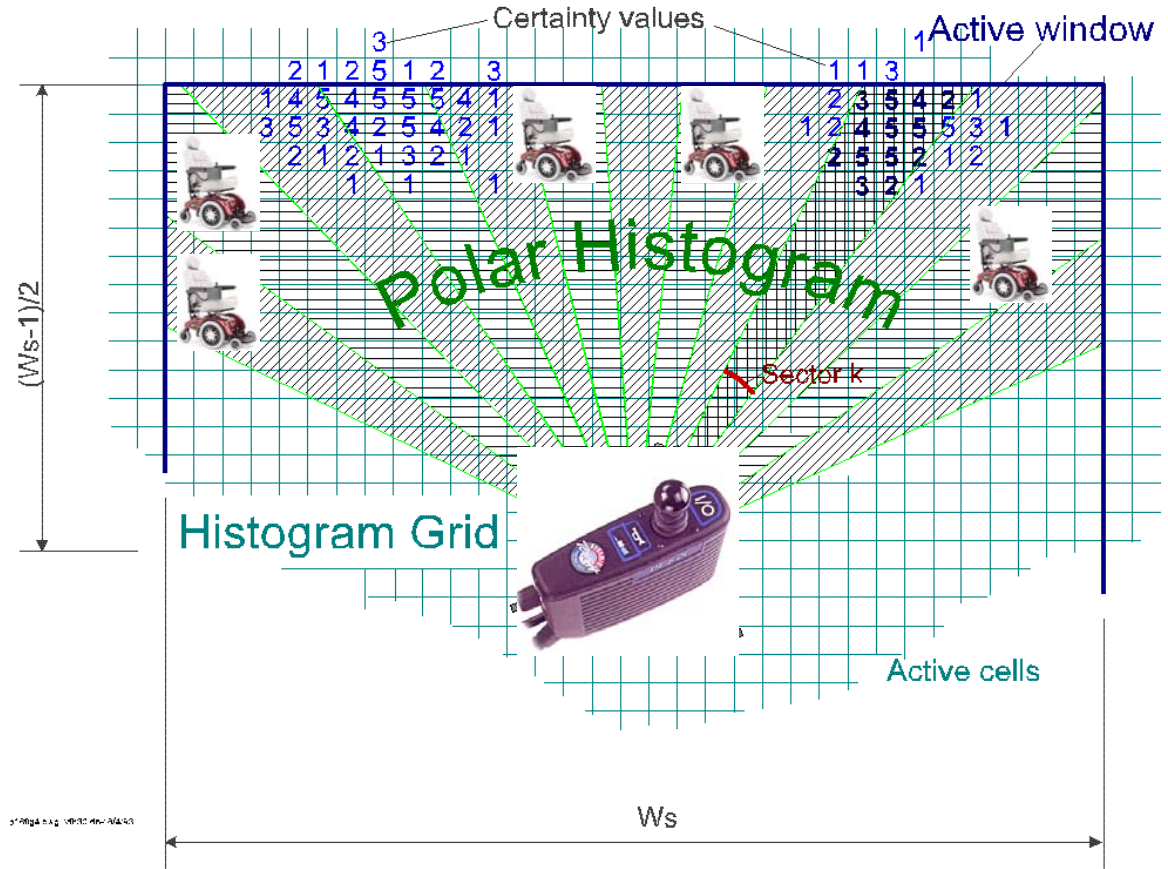 Certainty values
3
1
Active window
2 1 2 5 1 2 3
1 1 3
1 4 5 4 5 5 5 4 1
2 3 5 4 2 1
3 5 3 4 2 5 4 2 1
1 2 4 5 5 5 3 1
2 1 2 1 3 2 1
2 5 5 2 1 2
1 1 1
3 2 1
Polar Histogram
(Ws-1)/2
Sector k
Histogram Grid
I/O
Active cells
Ws